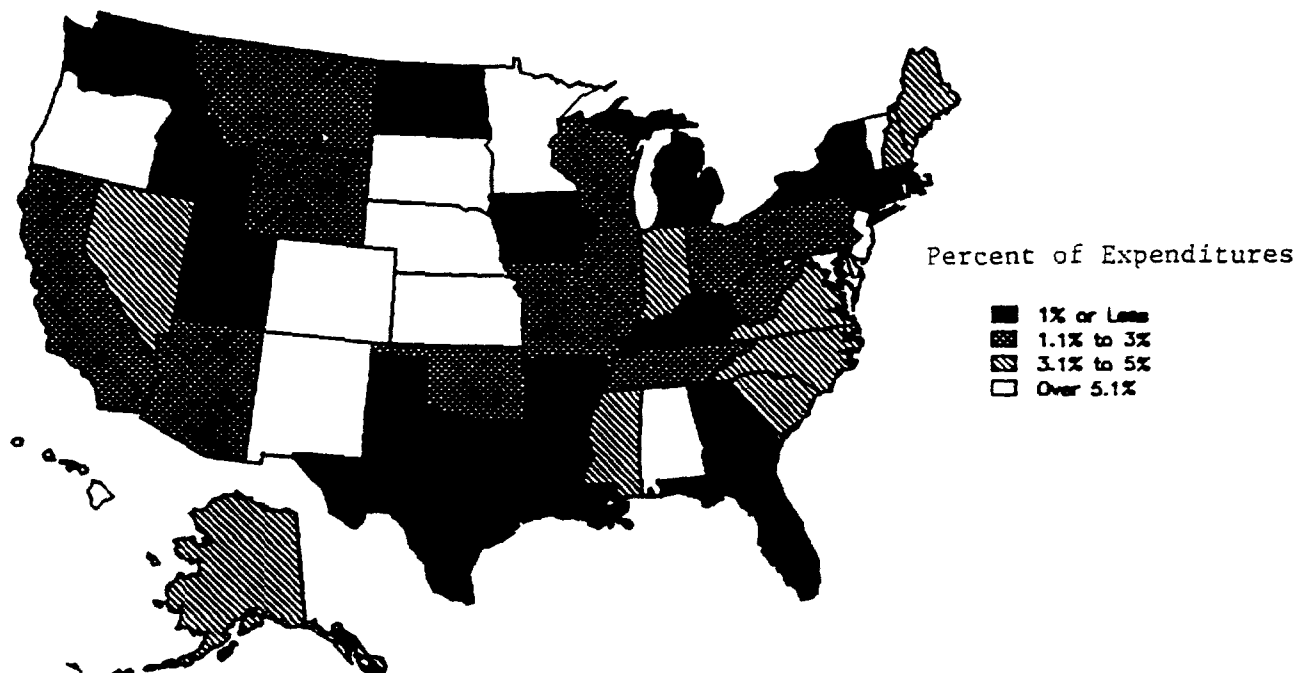 Percent of Expenditures
1% or Less
1.1% to 3%
3.1% to 5%
Over 5.1%